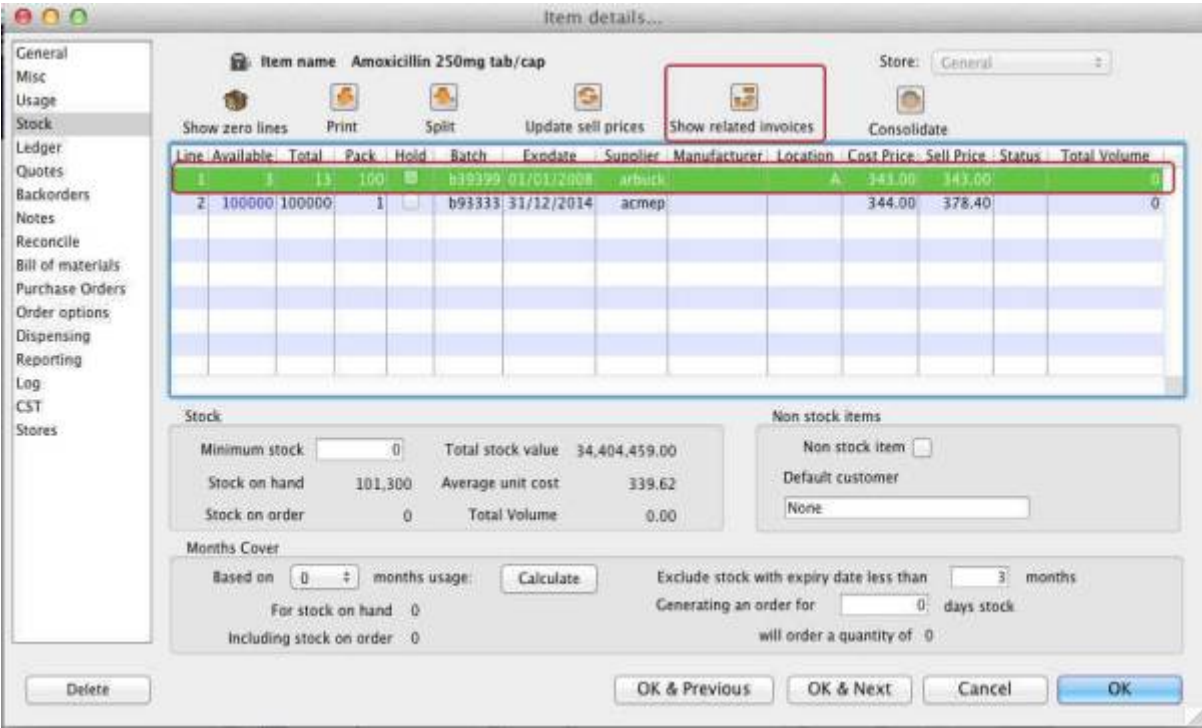 Item details...
General
Misc
Usage
Stock
Ledger
Quotes
Backorders
Notes
Reconcile
Bill of materials
Purchase Orders
Order options
Dispensing
Reporting
Log
CST
Stores
Item name Amoxicillin 250mg tab/cap
Store: General
Show zero lines Print Split Update sell prices Show related invoices Consolidate
Line Available Total Pack Hold Batch Expdate Supplier Manufacturer Location Cost Price Sell Price Status Total Volume
1 3 13 100 b39399 01/01/2008 arbuck A 343.00 343.00 0
2 100000 100000 1 b93333 31/12/2014 acmep 344.00 378.40 0
Stock
Minimum stock 0 Total stock value 34,404,459.00
Stock on hand 101,300 Average unit cost 339.62
Stock on order 0 Total Volume 0.00
Non stock items
Non stock item
Default customer
None
Months Cover
Based on 0 months usage: Calculate
For stock on hand 0
Including stock on order 0
Exclude stock with expiry date less than 3 months
Generating an order for 0 days stock
will order a quantity of 0
Delete OK & Previous OK & Next Cancel OK